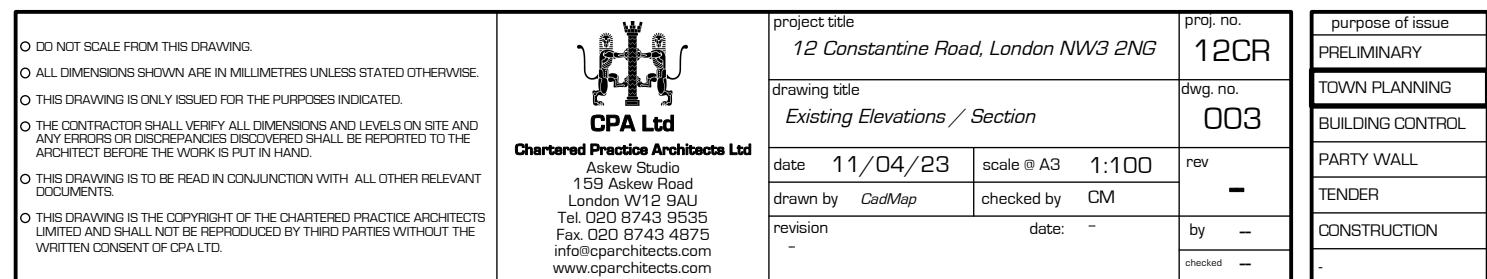 O DO NOT SCALE FROM THIS DRAWING.
O ALL DIMENSIONS SHOWN ARE IN MILLIMETRES UNLESS STATED OTHERWISE.
O THIS DRAWING IS ONLY ISSUED FOR THE PURPOSES INDICATED.
O THE CONTRACTOR SHALL VERIFY ALL DIMENSIONS AND LEVELS ON SITE AND
ANY ERRORS OR DISCREPANCIES DISCOVERED SHALL BE REPORTED TO THE
ARCHITECT BEFORE THE WORK IS PUT IN HAND.
O THIS DRAWING IS TO BE READ IN CONJUNCTION WITH ALL OTHER RELEVANT
DOCUMENTS.
O THIS DRAWING IS THE COPYRIGHT OF THE CHARTERED PRACTICE ARCHITECTS
LIMITED AND SHALL NOT BE REPRODUCED BY THIRD PARTIES WITHOUT THE
WRITTEN CONSENT OF CPA LTD.
CPA Ltd
Chartered Practice Architects Ltd
Askew Studio
159 Askew Road
London W12 9AU
Tel. 020 8743 9535
Fax. 020 8743 4875
info@cparchitects.com
www.cparchitects.com
project title
12 Constantine Road, London NW3 2NG
proj. no.
12CR
drawing title
Existing Elevations / Section
dwg. no.
003
date 11/04/23 scale @ A3 1:100
rev
-
drawn by CadMap checked by CM
revision date: -
-
by -
checked -
purpose of issue
PRELIMINARY
TOWN PLANNING
BUILDING CONTROL
PARTY WALL
TENDER
CONSTRUCTION
-